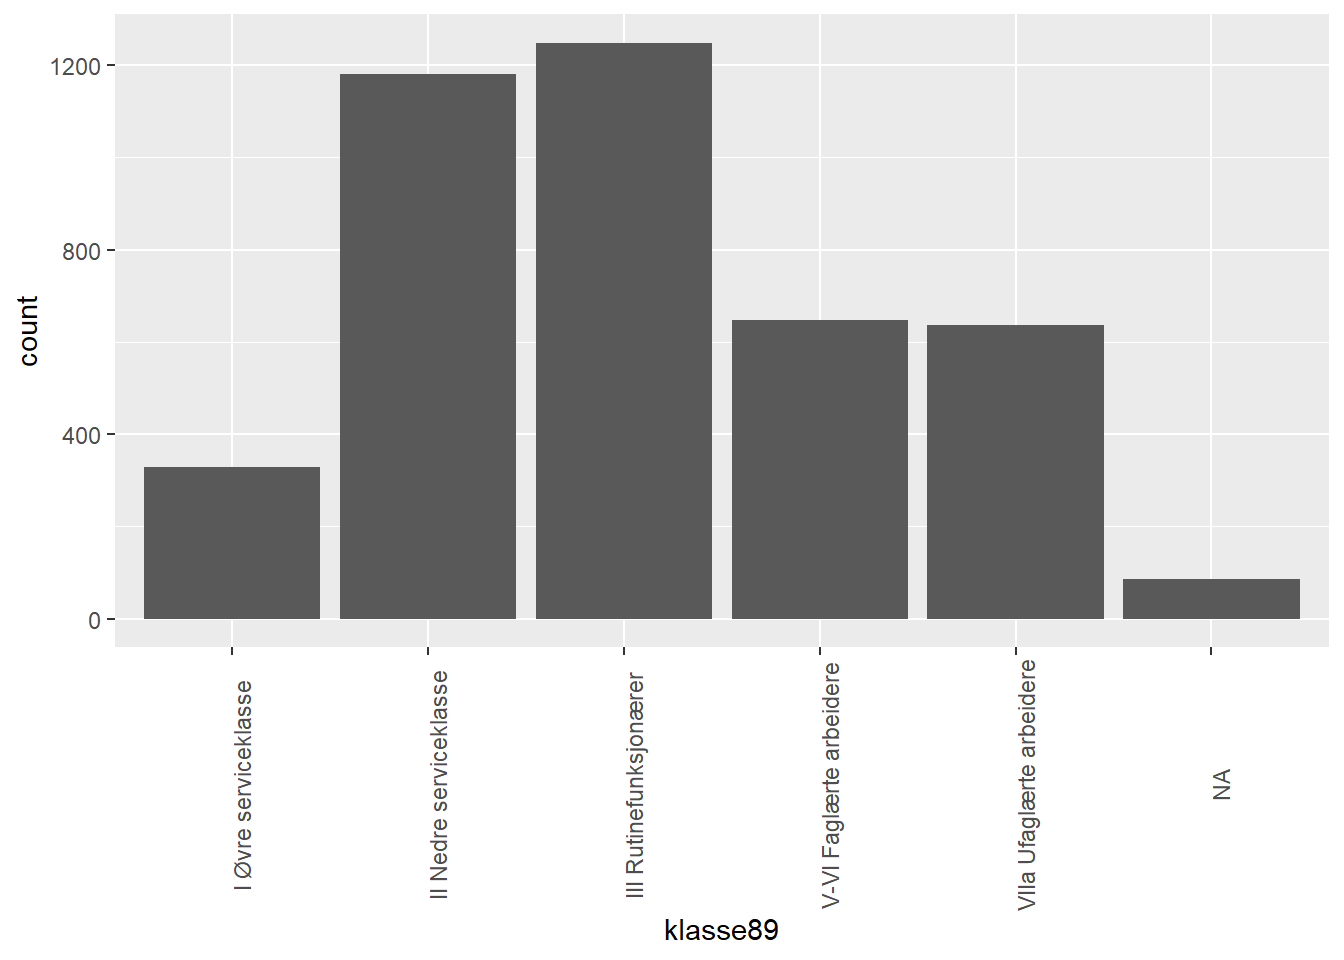 1200
800
400
0
count
I Øvre serviceklasse
II Nedre serviceklasse
III Rutinefunksjonærer
V-VI Faglærte arbeidere
VIIa Ufaglærte arbeidere
NA
klasse89